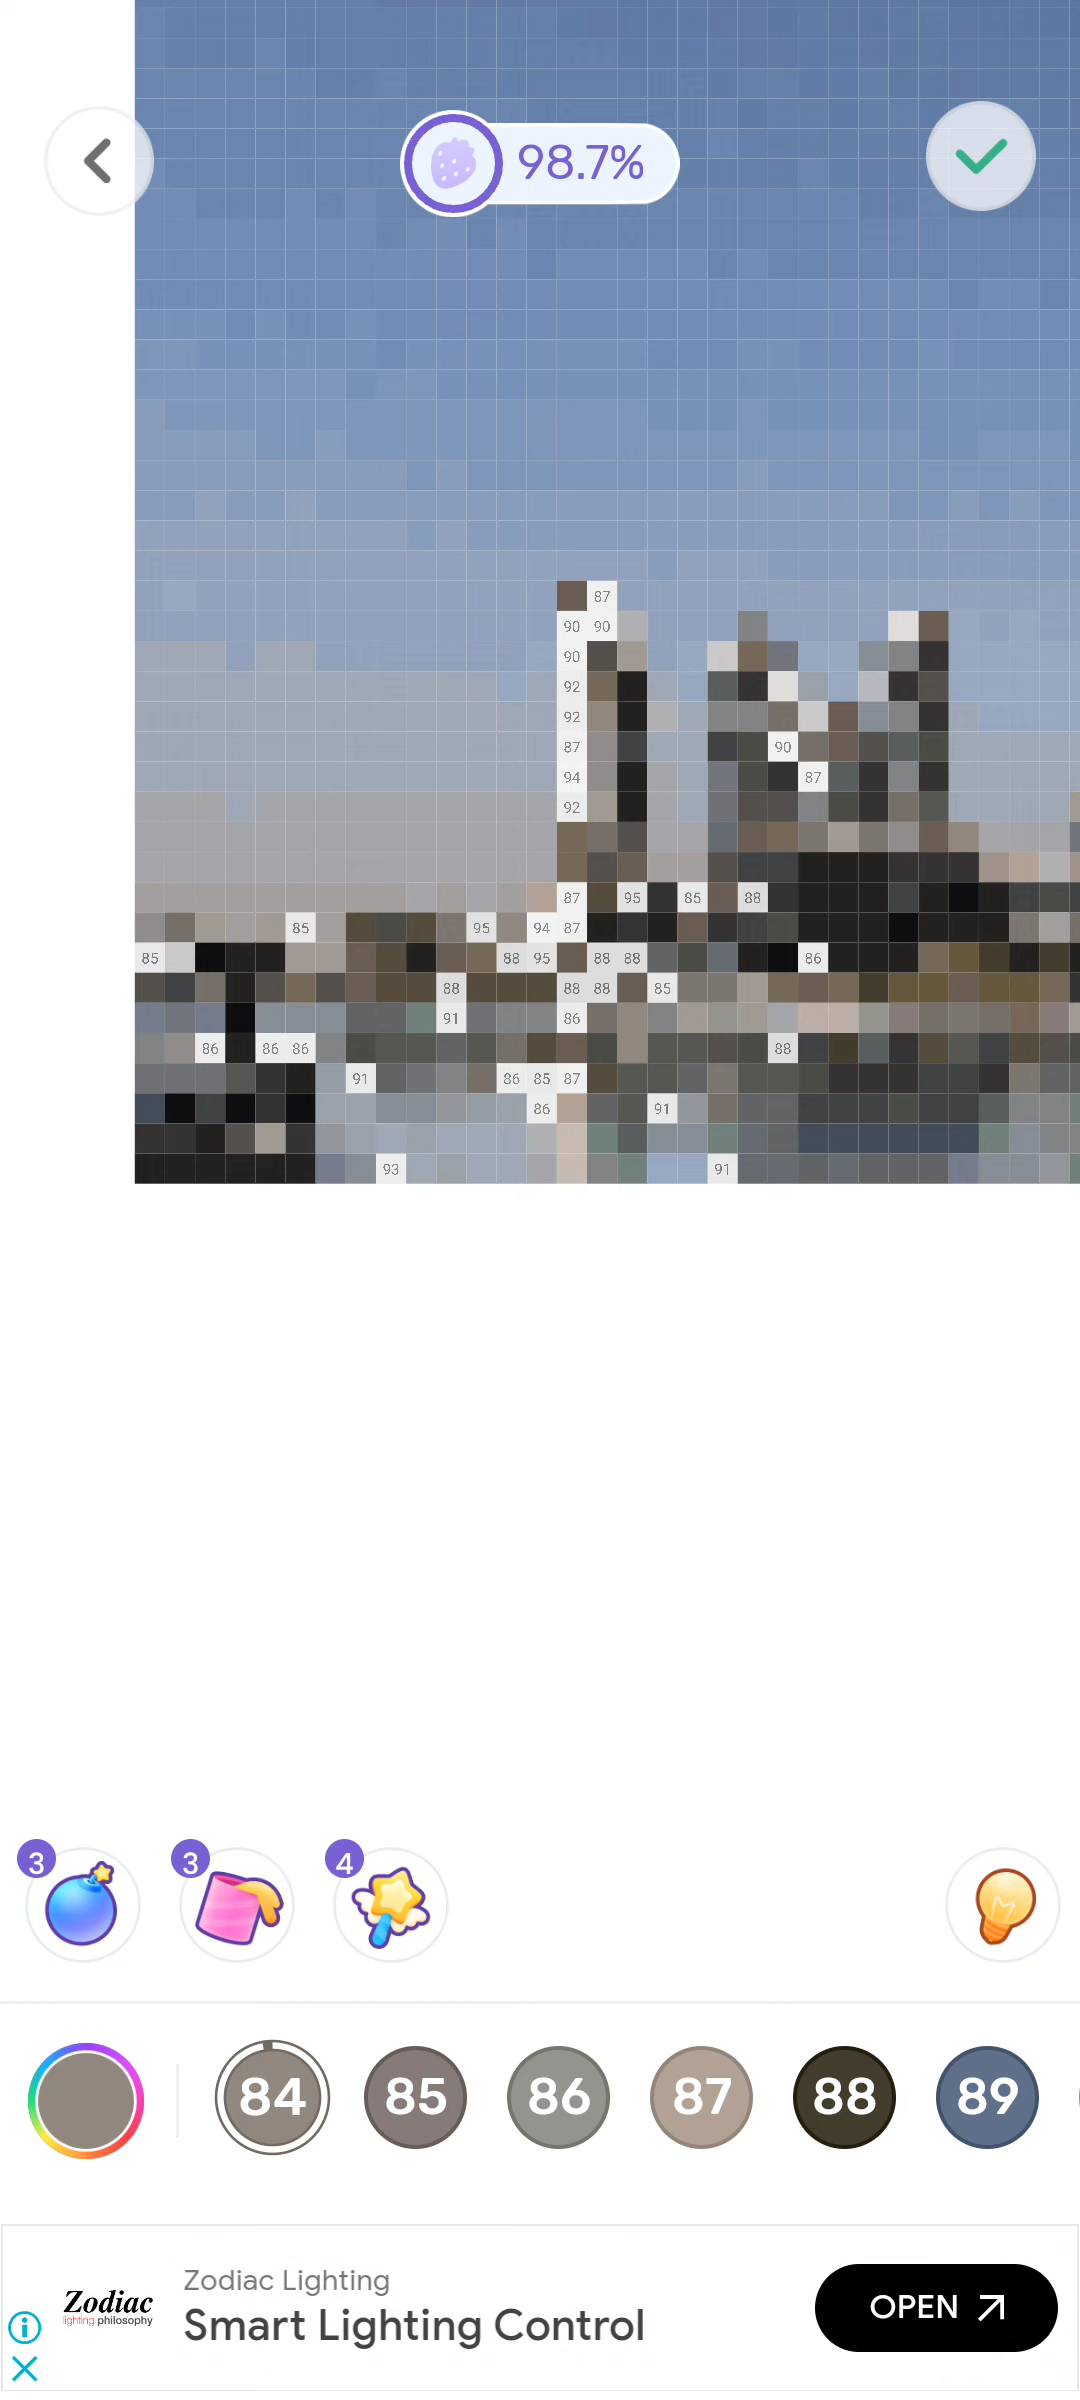 98.7%
87
90 90
90
92
92
87 90
94 87
92
87 95 85 88
85 95 94 87
85 88 95 88 88 86
88 88 88 85
91 86
86 86 86 88
91 86 85 87
86 91
93 91
3 3 4
84 85 86 87 88 89
Zodiac
lighting philosophy
Zodiac Lighting
Smart Lighting Control
OPEN